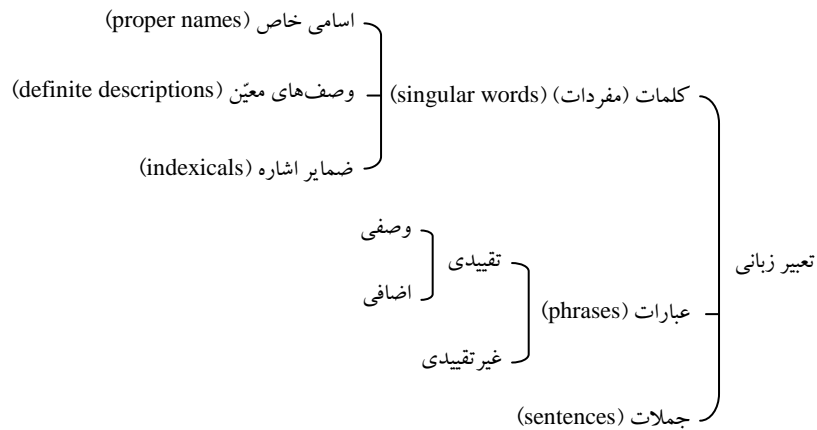 اسامی خاص (proper names)
وصف‌های معیّن (definite descriptions)
کلمات (مفردات) (singular words)
ضمایر اشاره (indexicals)
وصفی
تقییدی
تعبیر زبانی
اضافی
عبارات (phrases)
غیرتقییدی
جملات (sentences)